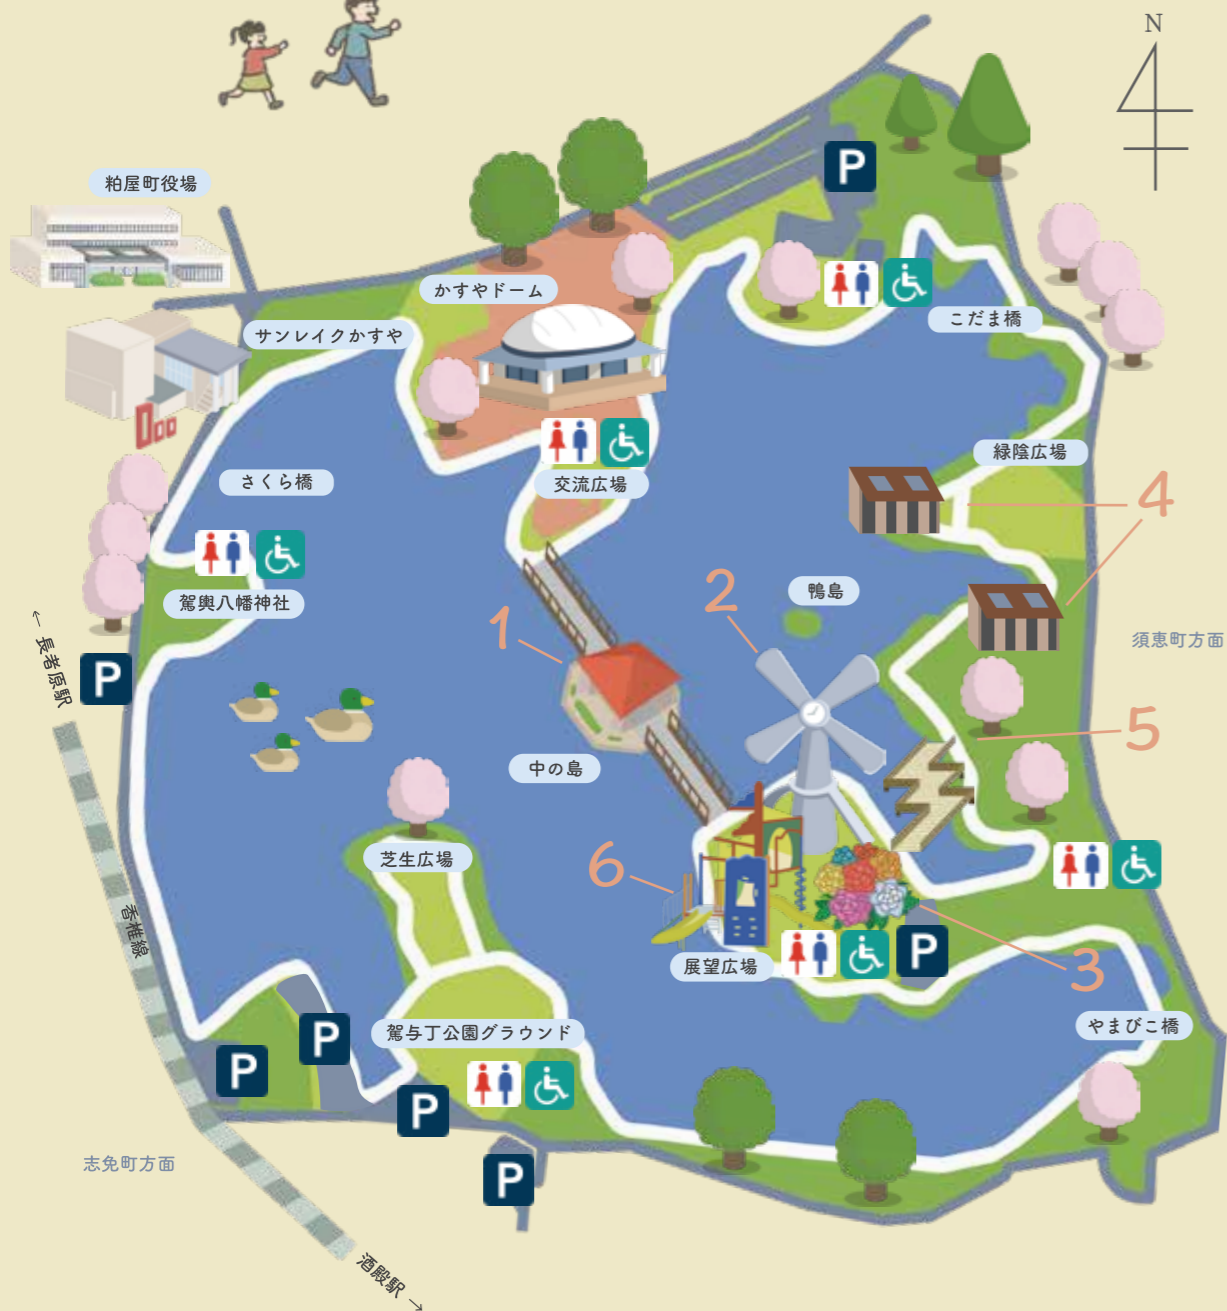 N
P
粕屋町役場
かすやドーム
サンレイクかすや
こだま橋
緑陰広場
さくら橋
交流広場
4
2
鴨島
駕輿八幡神社
1
← 長者原駅
P
須恵町方面
5
中の島
芝生広場
6
香椎線
展望広場
P
3
やまびこ橋
駕与丁公園グラウンド
P
P
P
P
志免町方面
酒殿駅 →